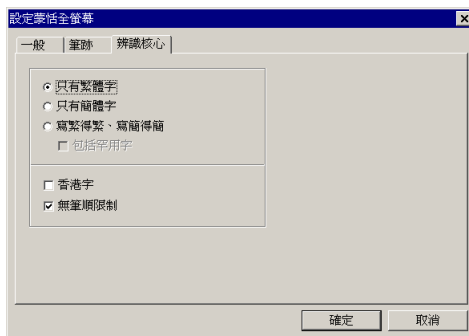 設定蒙恬全螢幕
一般 筆跡 辨識核心
只有繁體字
只有簡體字
寫繁得繁、寫簡得簡
包括罕用字
香港字
無筆順限制
確定 取消